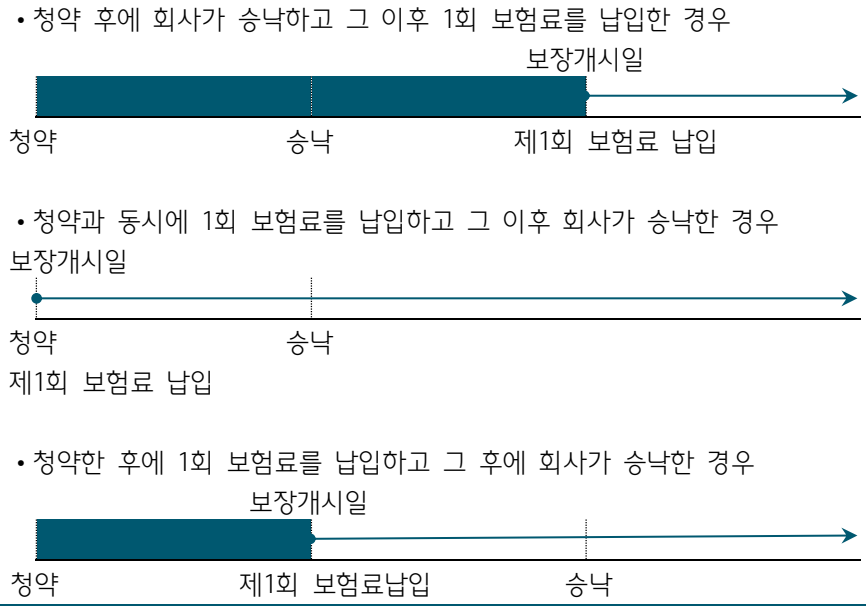 • 청약 후에 회사가 승낙하고 그 이후 1회 보험료를 납입한 경우
보장개시일
청약 승낙 제1회 보험료 납입
• 청약과 동시에 1회 보험료를 납입하고 그 이후 회사가 승낙한 경우
보장개시일
청약 승낙
제1회 보험료 납입
• 청약한 후에 1회 보험료를 납입하고 그 후에 회사가 승낙한 경우
보장개시일
청약 제1회 보험료납입 승낙